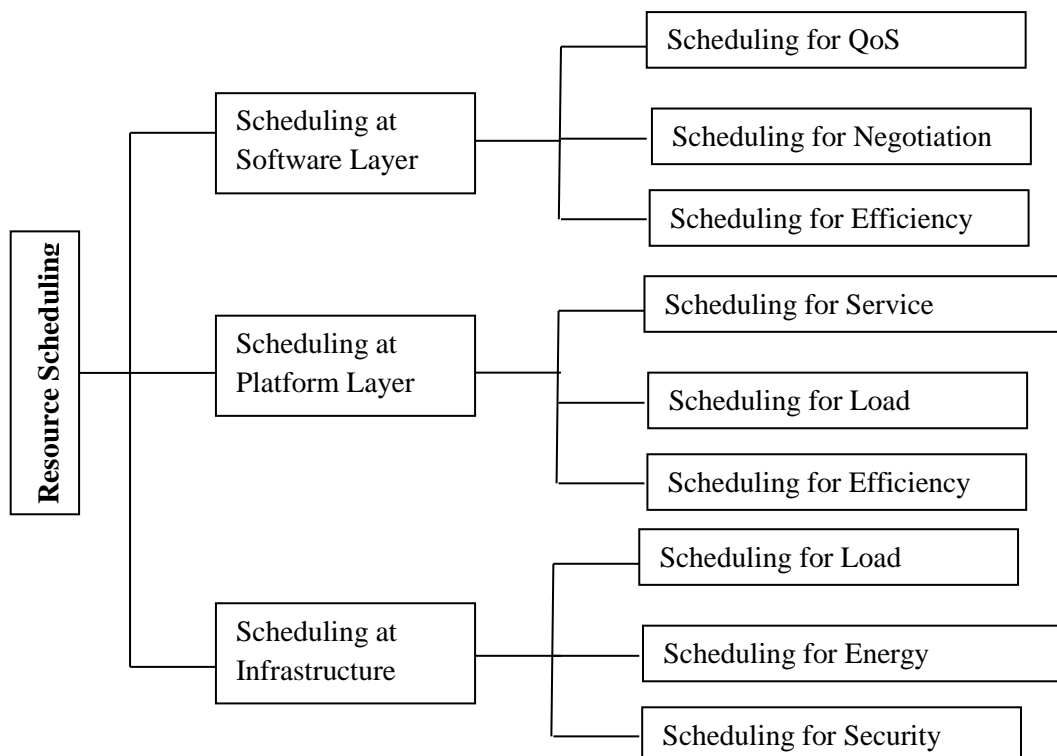 Resource Scheduling
Scheduling at
Software Layer
Scheduling for QoS
Scheduling for Negotiation
Scheduling for Efficiency
Scheduling at
Platform Layer
Scheduling for Service
Scheduling for Load
Scheduling for Efficiency
Scheduling at
Infrastructure
Scheduling for Load
Scheduling for Energy
Scheduling for Security